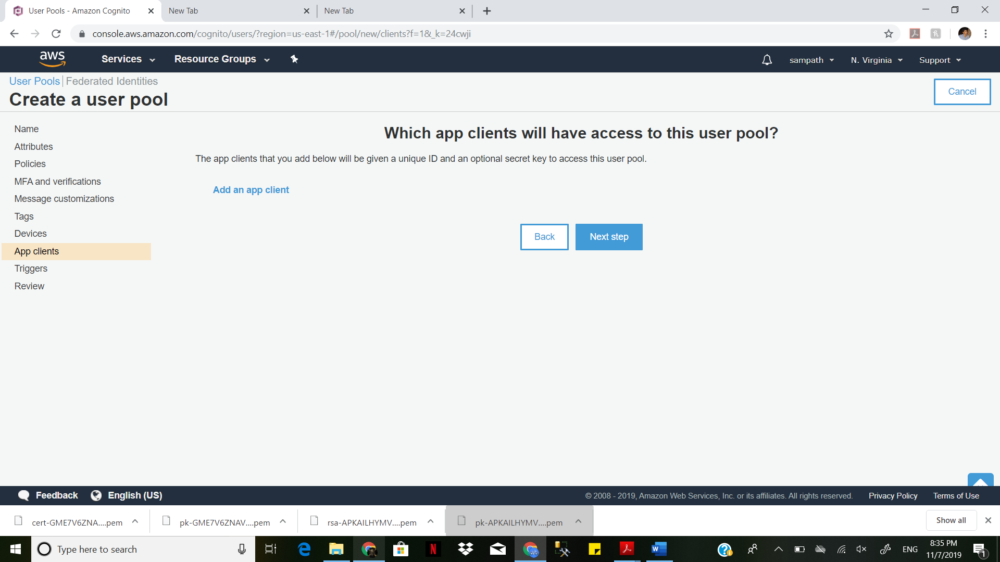 User Pools - Amazon Cognito
New Tab
New Tab
console.aws.amazon.com/cognito/users/?region=us-east-1#/pool/new/clients?f=1&_k=24cwji
aws
Services
Resource Groups
sampath
N. Virginia
Support
User Pools | Federated Identities
Create a user pool
Cancel
Name
Attributes
Policies
MFA and verifications
Message customizations
Tags
Devices
App clients
Triggers
Review
Which app clients will have access to this user pool?
The app clients that you add below will be given a unique ID and an optional secret key to access this user pool.
Add an app client
Back
Next step
Feedback
English (US)
© 2008 - 2019, Amazon Web Services, Inc. or its affiliates. All rights reserved.
Privacy Policy
Terms of Use
cert-GME7V6ZNA....pem
pk-GME7V6ZNAV....pem
rsa-APKAILHYMV....pem
pk-APKAILHYMV....pem
Show all
Type here to search
ENG
8:35 PM
11/7/2019
1